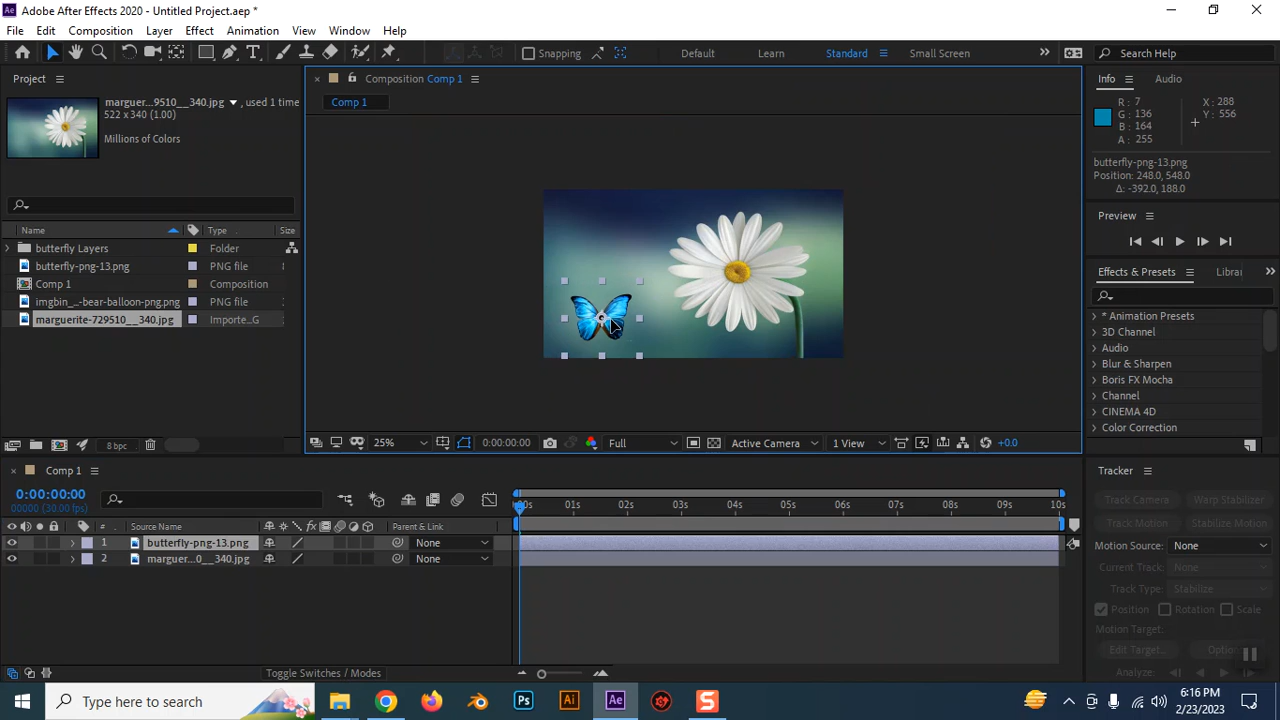 Ae Adobe After Effects 2020 - Untitled Project.aep *
File Edit Composition Layer Effect Animation View Window Help
Snapping Default Learn Standard Small Screen Search Help
Project
marguer...9510__340.jpg, used 1 time
522 x 340 (1.00)
Millions of Colors
Name Type Size
butterfly Layers Folder
butterfly-png-13.png PNG file
Comp 1 Composition
imgbin_...-bear-balloon-png.png PNG file
marguerite-729510__340.jpg Importe...G
8 bpc
Composition Comp 1
Comp 1
25% 0:00:00:00 Full Active Camera 1 View +0.0
Info Audio
R : 7 X : 288
G : 136 Y : 556
B : 164
A : 255
butterfly-png-13.png
Position: 248.0, 548.0
Δ: -392.0, 188.0
Preview
Effects & Presets Librai
* Animation Presets
3D Channel
Audio
Blur & Sharpen
Boris FX Mocha
Channel
CINEMA 4D
Color Correction
Comp 1
0:00:00:00
00000 (30.00 fps)
# Source Name Parent & Link
1 butterfly-png-13.png None
2 marguer...0__340.jpg None
01s 02s 03s 04s 05s 06s 07s 08s 09s 10s
Toggle Switches / Modes
Tracker
Track Camera Warp Stabilizer
Track Motion Stabilize Motion
Motion Source: None
Current Track: None
Track Type: Stabilize
Position Rotation Scale
Motion Target:
Edit Target...
Analyze:
Type here to search
Ps Ai Ae S
6:16 PM
2/23/2023